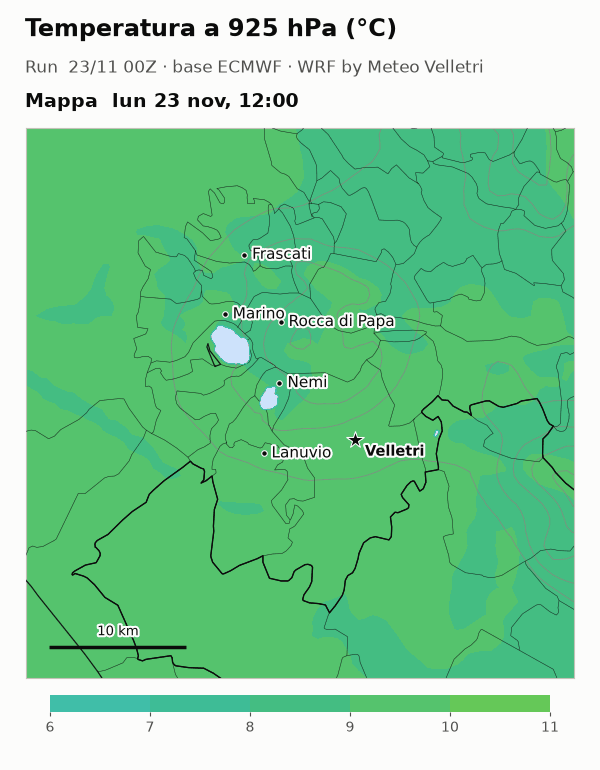 Temperatura a 925 hPa (°C)
Run  23/11 00Z · base ECMWF · WRF by Meteo Velletri
Mappa  lun 23 nov, 12:00
Frascati
Marino
Rocca di Papa
Nemi
Velletri
Lanuvio
10 km
6 7 8 9 10 11